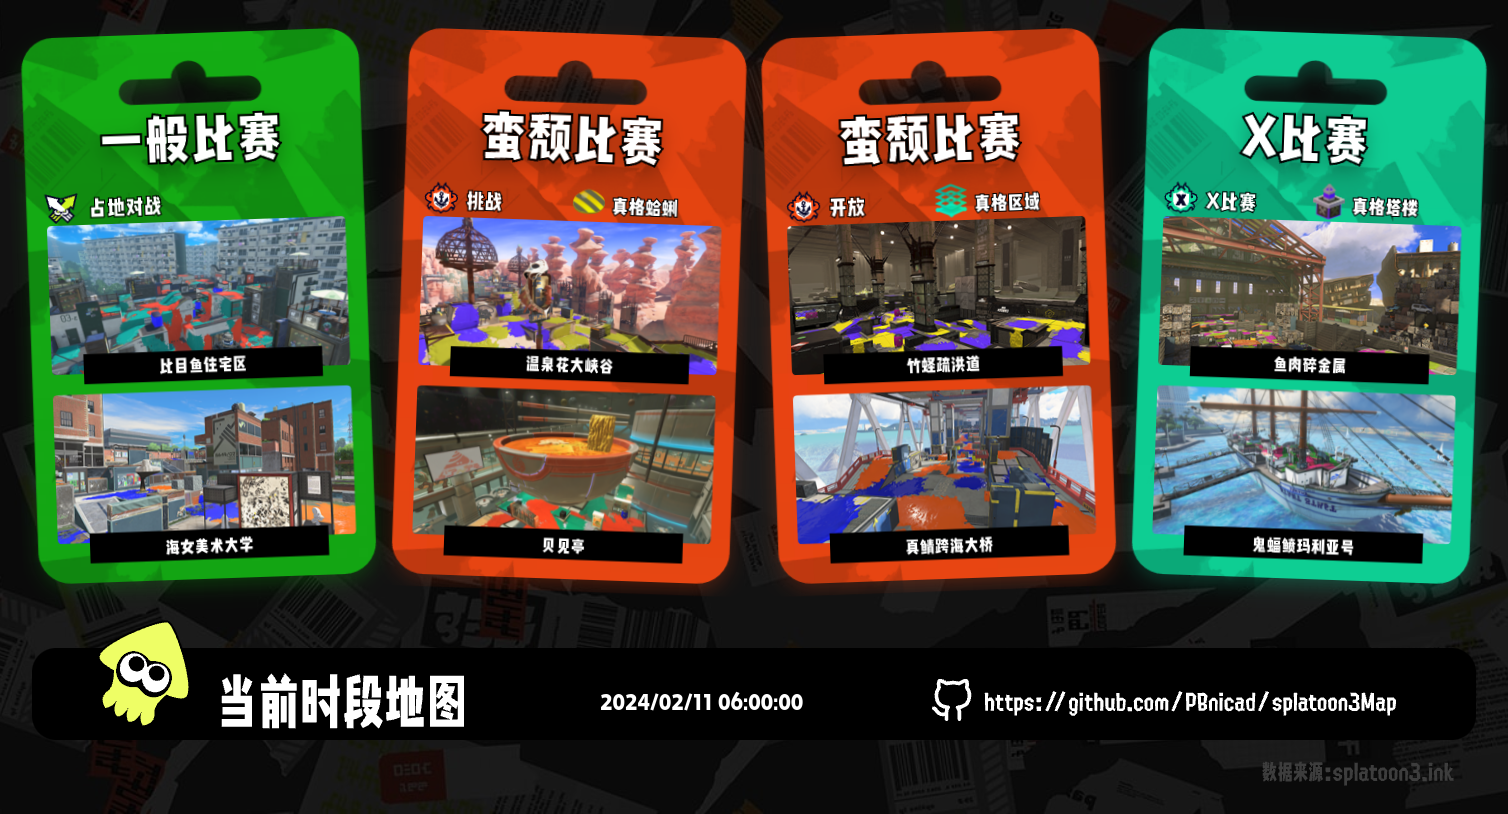 一般比赛
占地对战
比目鱼住宅区
海女美术大学
蛮颓比赛
挑战
真格蛤蜊
温泉花大峡谷
贝见亭
蛮颓比赛
开放
真格区域
竹蛏疏洪道
真鲭跨海大桥
X比赛
X比赛
真格塔楼
鱼肉碎金属
鬼蝠鲼玛利亚号
当前时段地图
2024/02/11 06:00:00
https://github.com/PBnicad/splatoon3Map
数据来源:splatoon3.ink